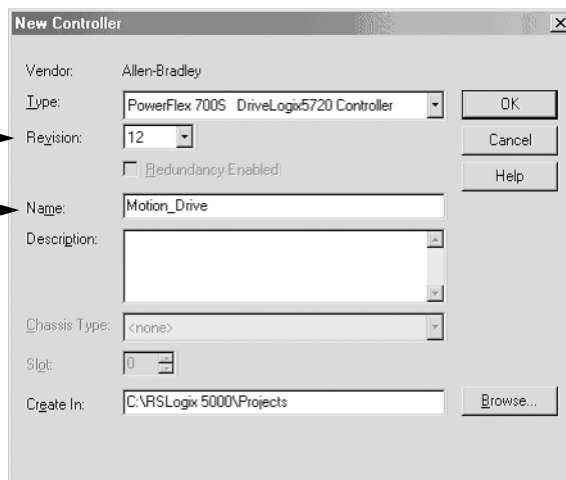 New Controller
Vendor: Allen-Bradley
Type: PowerFlex 700S DriveLogix5720 Controller
OK
Revision: 12
Cancel
Redundancy Enabled
Help
Name: Motion_Drive
Description:
Chassis Type: <none>
Slot: 0
Create In: C:\RSLogix 5000\Projects
Browse...